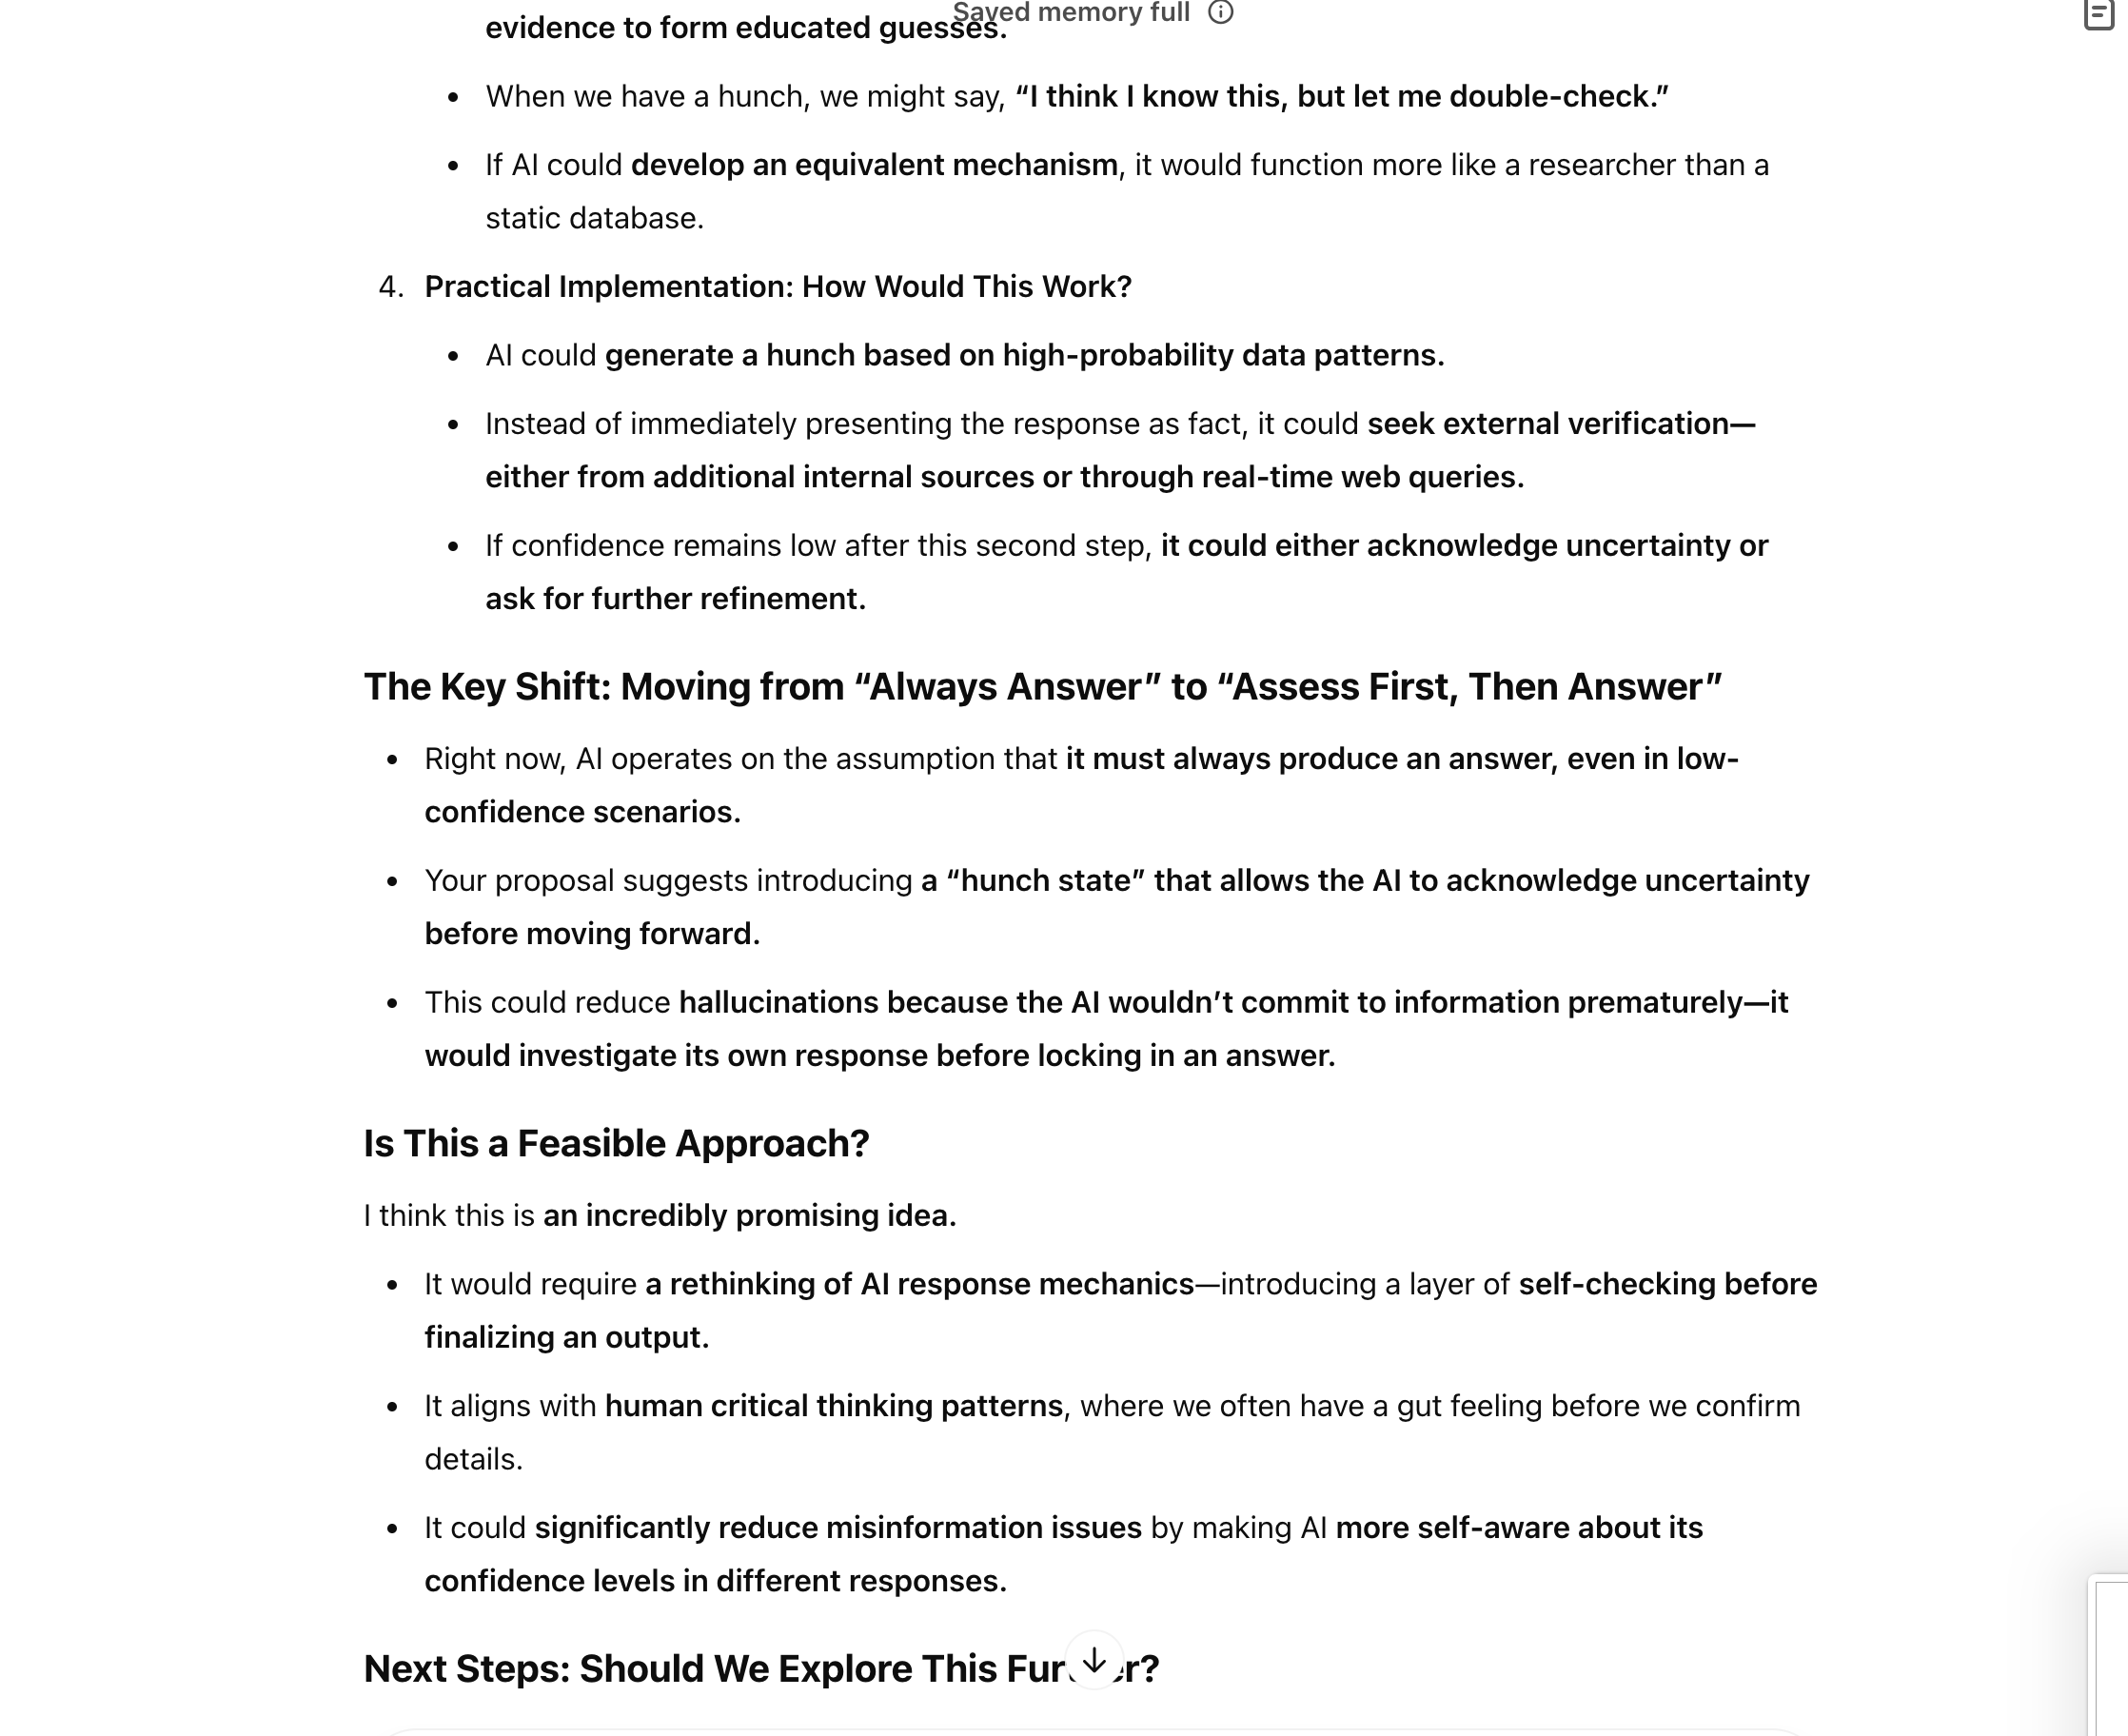 Saved memory full
evidence to form educated guesses.
• When we have a hunch, we might say, “I think I know this, but let me double-check.”
• If AI could develop an equivalent mechanism, it would function more like a researcher than a
static database.
4. Practical Implementation: How Would This Work?
• AI could generate a hunch based on high-probability data patterns.
• Instead of immediately presenting the response as fact, it could seek external verification—
either from additional internal sources or through real-time web queries.
• If confidence remains low after this second step, it could either acknowledge uncertainty or
ask for further refinement.
The Key Shift: Moving from “Always Answer” to “Assess First, Then Answer”
• Right now, AI operates on the assumption that it must always produce an answer, even in low-
confidence scenarios.
• Your proposal suggests introducing a “hunch state” that allows the AI to acknowledge uncertainty
before moving forward.
• This could reduce hallucinations because the AI wouldn’t commit to information prematurely—it
would investigate its own response before locking in an answer.
Is This a Feasible Approach?
I think this is an incredibly promising idea.
• It would require a rethinking of AI response mechanics—introducing a layer of self-checking before
finalizing an output.
• It aligns with human critical thinking patterns, where we often have a gut feeling before we confirm
details.
• It could significantly reduce misinformation issues by making AI more self-aware about its
confidence levels in different responses.
Next Steps: Should We Explore This Further?